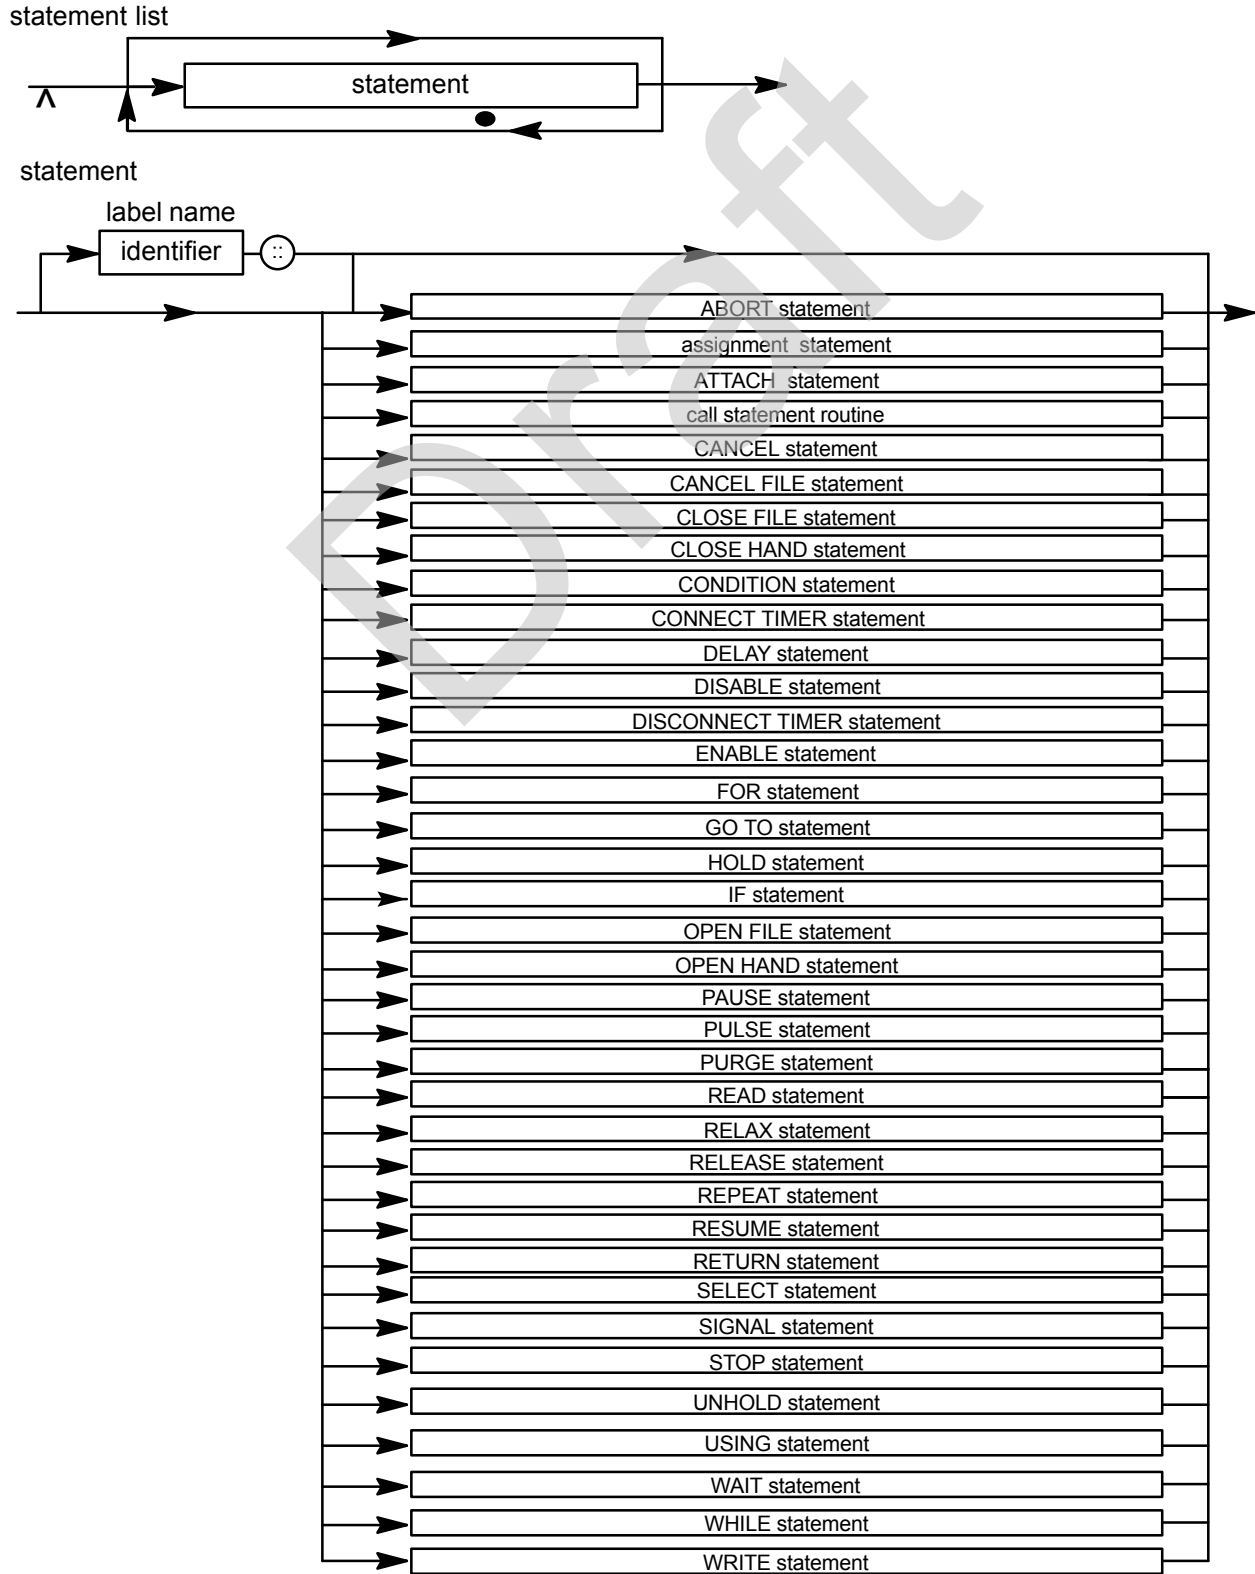 statement list
statement
statement
label name
identifier
::
ABORT statement
assignment statement
ATTACH statement
call statement routine
CANCEL statement
CANCEL FILE statement
CLOSE FILE statement
CLOSE HAND statement
CONDITION statement
CONNECT TIMER statement
DELAY statement
DISABLE statement
DISCONNECT TIMER statement
ENABLE statement
FOR statement
GO TO statement
HOLD statement
IF statement
OPEN FILE statement
OPEN HAND statement
PAUSE statement
PULSE statement
PURGE statement
READ statement
RELAX statement
RELEASE statement
REPEAT statement
RESUME statement
RETURN statement
SELECT statement
SIGNAL statement
STOP statement
UNHOLD statement
USING statement
WAIT statement
WHILE statement
WRITE statement
Draft